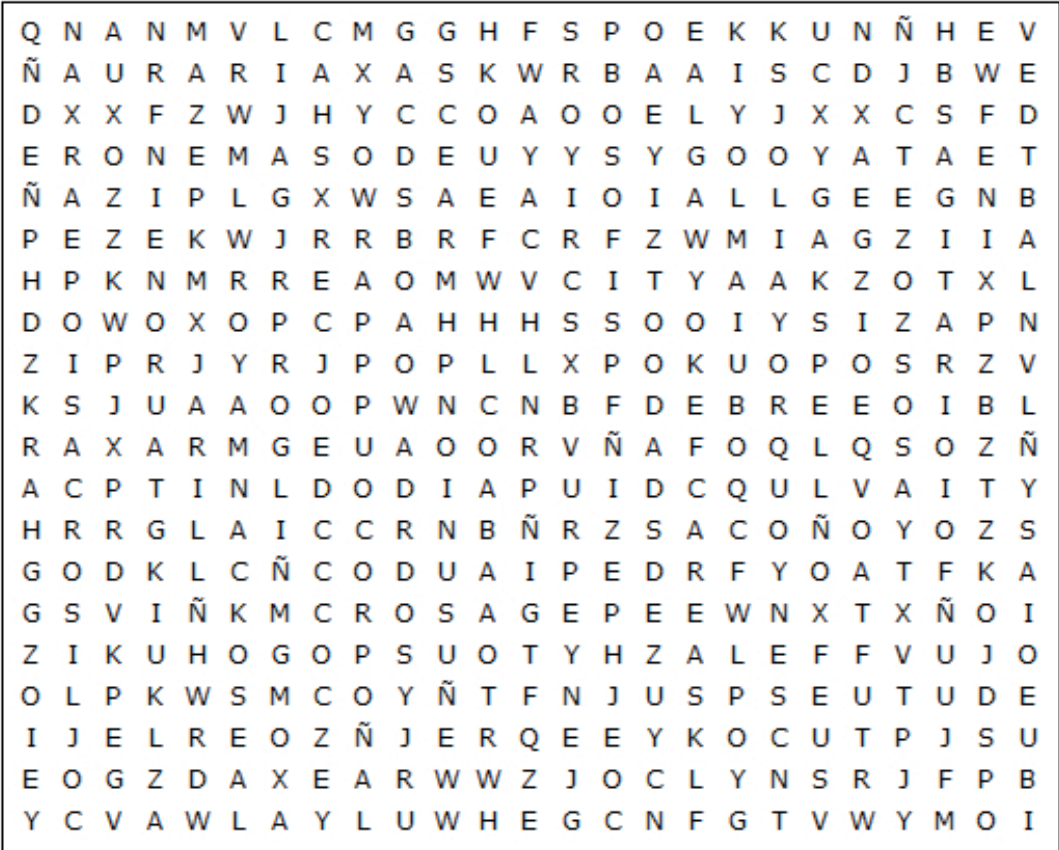 Q N A N M V L C M G G H F S P O E K K U N Ñ H E V
Ñ A U R A R I A X A S K W R B A A I S C D J B W E
D X X F Z W J H Y C C O A O O E L Y J X X C S F D
E R O N E M A S O D E U Y Y S Y G O O Y A T A E T
Ñ A Z I P L G X W S A E A I O I A L L G E E G N B
P E Z E K W J R R B R F C R F Z W M I A G Z I I A
H P K N M R R E A O M W V C I T Y A A K Z O T X L
D O W O X O P C P A H H H S S O O I Y S I Z A P N
Z I P R J Y R J P O P L L X P O K U O P O S R Z V
K S J U A A O O P W N C N B F D E B R E E O I B L
R A X A R M G E U A O O R V Ñ A F O Q L Q S O Z Ñ
A C P T I N L D O D I A P U I D C Q U L V A I T Y
H R R G L A I C C R N B Ñ R Z S A C O Ñ O Y O Z S
G O D K L C Ñ C O D U A I P E D R F Y O A T F K A
G S V I Ñ K M C R O S A G E P E E W N X T X Ñ O I
Z I K U H O G O P S U O T Y H Z A L E F F V U J O
O L P K W S M C O Y Ñ T F N J U S P S E U T U D E
I J E L R E O Z Ñ J E R Q E E Y K O C U T P J S U
E O G Z D A X E A R W W Z J O C L Y N S R J F P B
Y C V A W L A Y L U W H E G C N F G T V W Y M O I